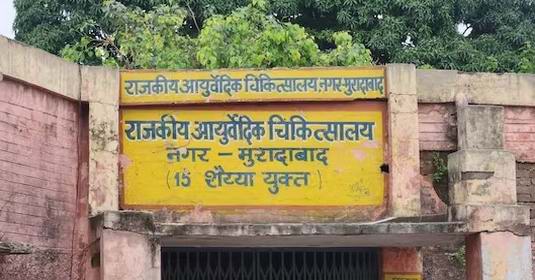 राजकीय आयुर्वेदिक चिकित्सालय नगर-मुरादाबाद
राजकीय आयुर्वेदिक चिकित्सालय
नगर - मुरादाबाद
( 15 शैय्या युक्त )